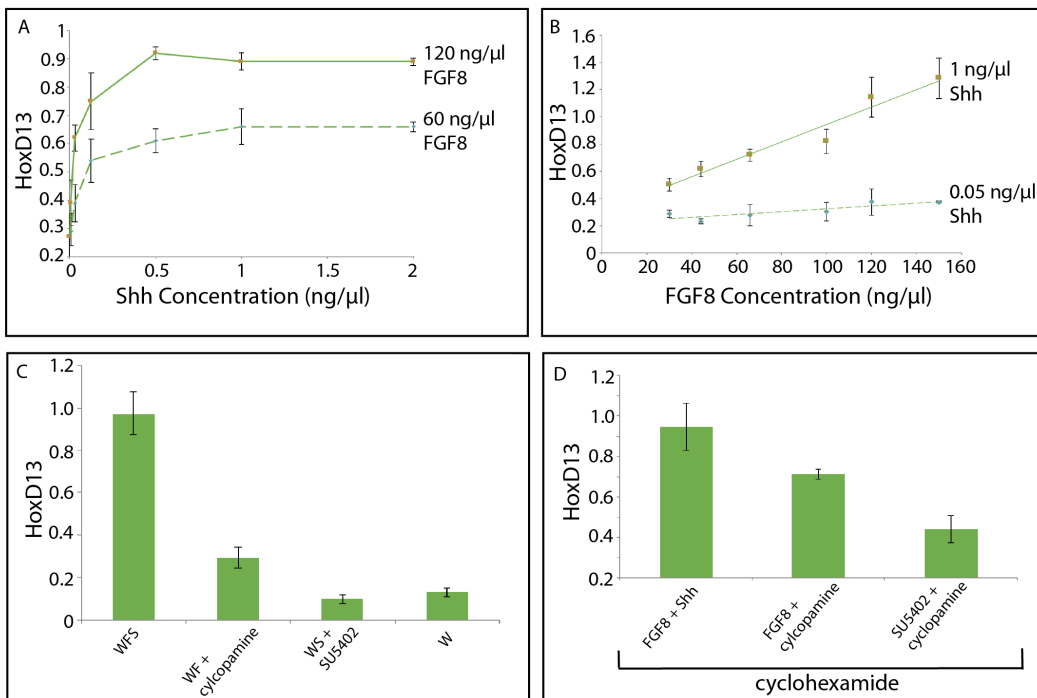 A
HoxD13
1
0.9
0.8
0.7
0.6
0.5
0.4
0.3
0.2
0
0.5
1
2
Shh Concentration (ng/µl)
120 ng/µl
FGF8
60 ng/µl
FGF8
B
HoxD13
1.6
1.4
1.2
1.0
0.8
0.6
0.4
0.2
0
0
20
40
60
80
100
120
140
160
FGF8 Concentration (ng/µl)
1 ng/µl
Shh
0.05 ng/µl
Shh
C
HoxD13
1.2
1.0
0.8
0.6
0.4
0.2
0
WFS
WF +
cylcopamine
WS +
SU5402
W
D
HoxD13
1.2
1.0
0.8
0.6
0.4
0.2
FGF8 + Shh
FGF8 +
cylcopamine
SU5402 +
cyclopamine
cyclohexamide